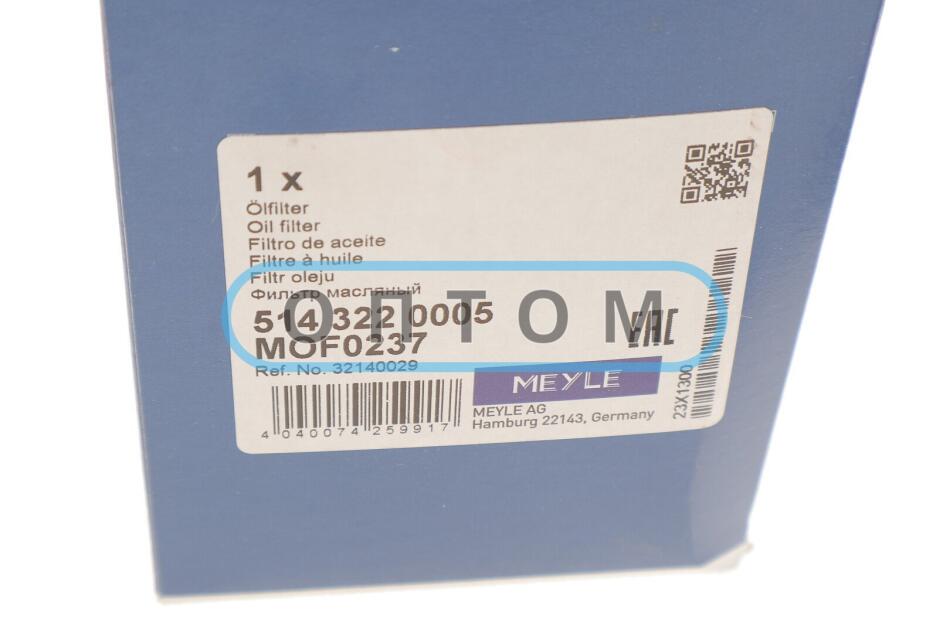 1 x
Ölfilter
Oil filter
Filtro de aceite
Filtre à huile
Filtr oleju
Фильтр масляный
514 322 0005
MOF0237
Ref. No. 32140029
4 040074 259917
MEYLE
MEYLE AG
Hamburg 22143, Germany
EAC
23X1300
ОПТОМ